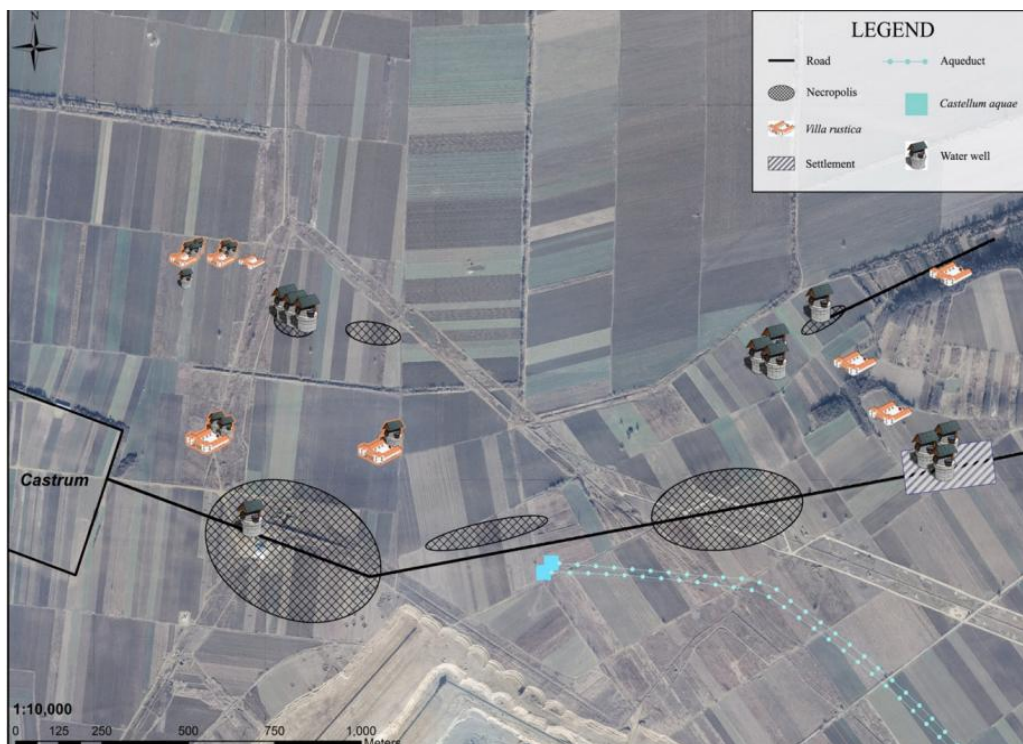 N
LEGEND
Road
Aqueduct
Necropolis
Castellum aquae
Villa rustica
Water well
Settlement
Castrum
1:10,000
0 125 250 500 750 1,000
Meters